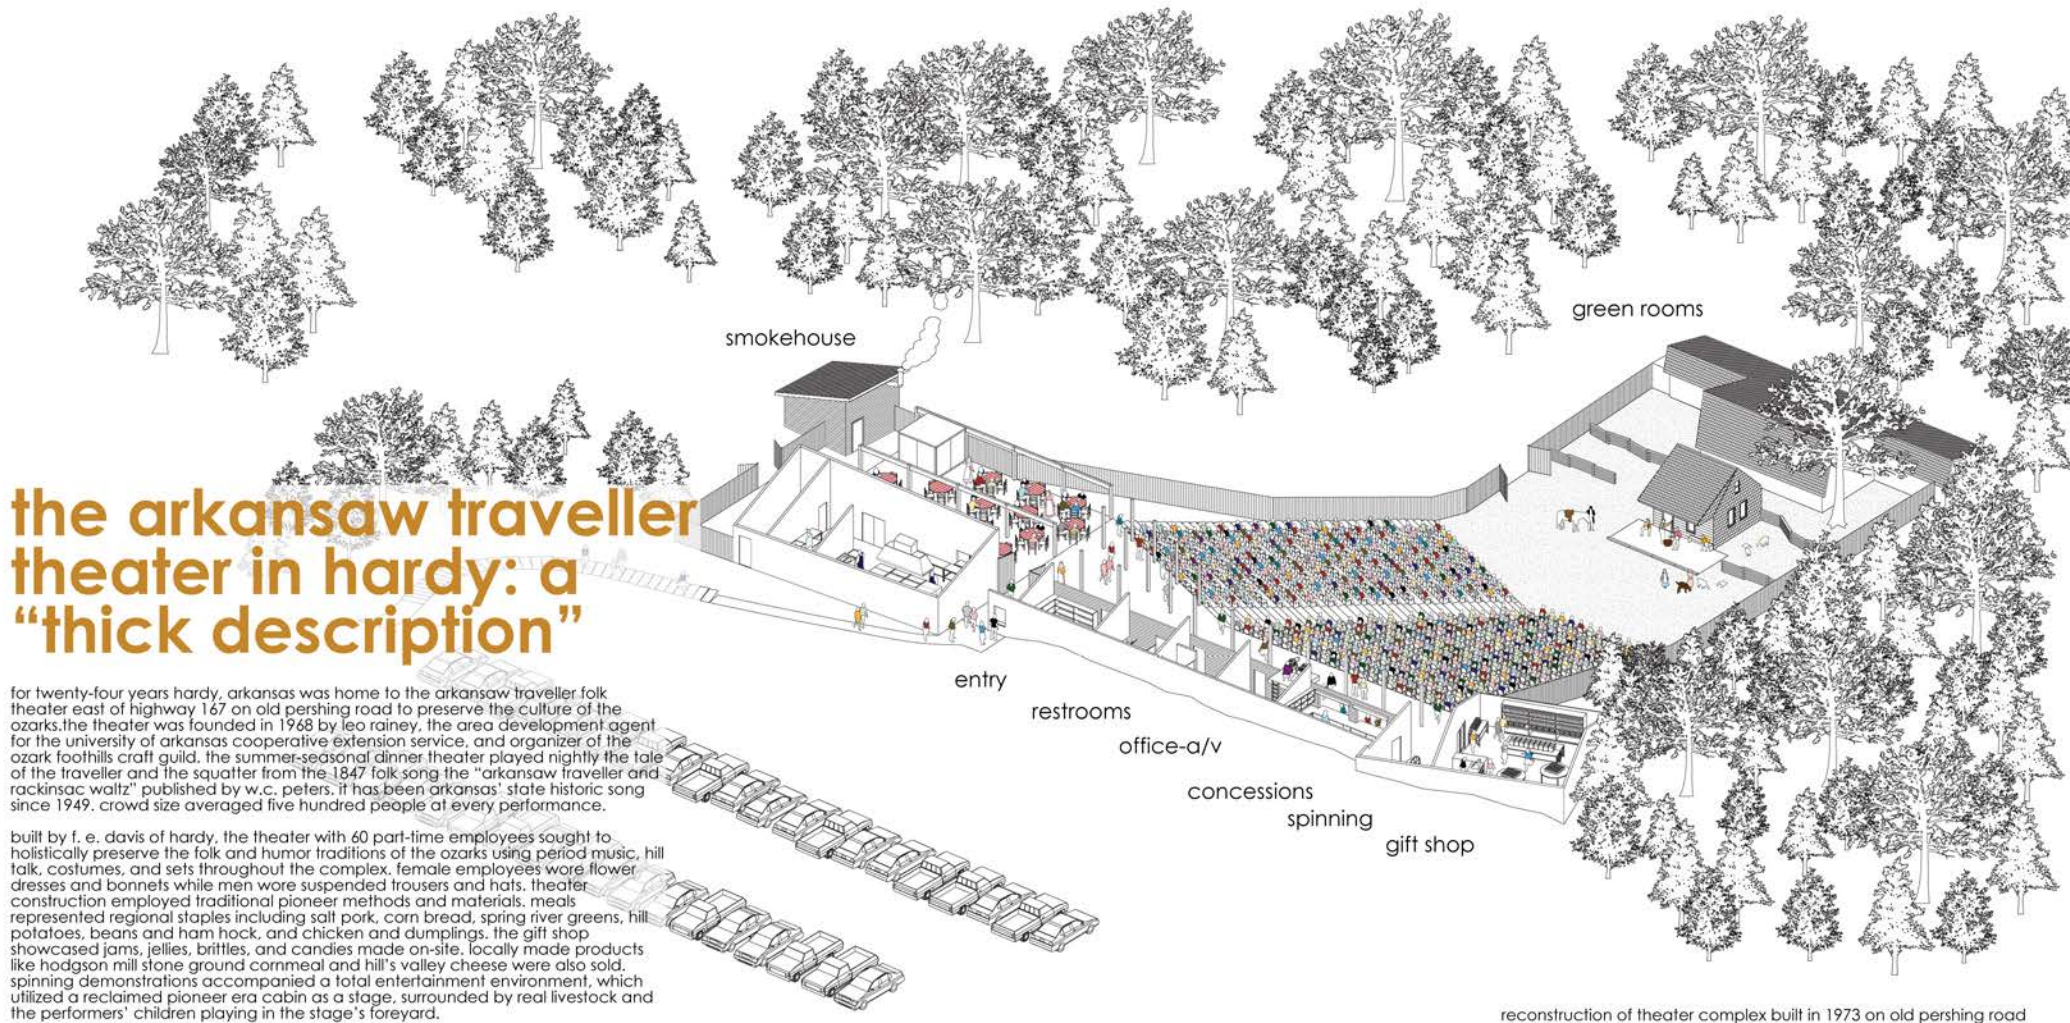 smokehouse
green rooms
the arkansaw traveller
theater in hardy: a
“thick description”
entry
restrooms
office-a/v
concessions
spinning
gift shop
for twenty-four years hardy, arkansas was home to the arkansaw traveller folk
theater east of highway 167 on old pershing road to preserve the culture of the
ozarks.the theater was founded in 1968 by leo rainey, the area development agent
for the university of arkansas cooperative extension service, and organizer of the
ozark foothills craft guild. the summer-seasonal dinner theater played nightly the tale
of the traveller and the squatter from the 1847 folk song the “arkansaw traveller and
rackinsac waltz” published by w.c. peters. it has been arkansas’ state historic song
since 1949. crowd size averaged five hundred people at every performance.
built by f. e. davis of hardy, the theater with 60 part-time employees sought to
holistically preserve the folk and humor traditions of the ozarks using period music, hill
talk, costumes, and sets throughout the complex. female employees wore flower
dresses and bonnets while men wore suspended trousers and hats. theater
construction employed traditional pioneer methods and materials. meals
represented regional staples including salt pork, corn bread, spring river greens, hill
potatoes, beans and ham hock, and chicken and dumplings. the gift shop
showcased jams, jellies, brittles, and candies made on-site. locally made products
like hodgson mill stone ground cornmeal and hill’s valley cheese were also sold.
spinning demonstrations accompanied a total entertainment environment, which
utilized a reclaimed pioneer era cabin as a stage, surrounded by real livestock and
the performers’ children playing in the stage’s foreyard.
reconstruction of theater complex built in 1973 on old pershing road